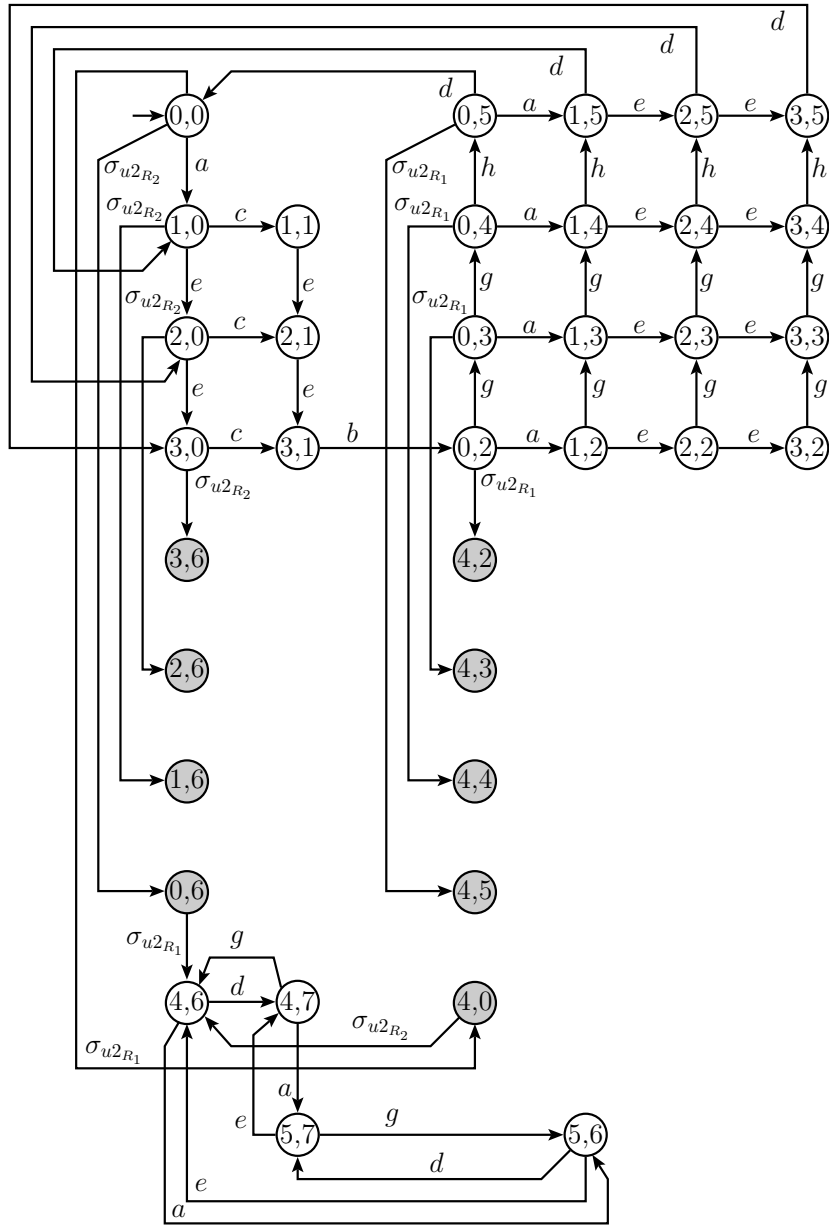 d
d
d
d
0,0 0,5 a 1,5 e 2,5 e 3,5
σu2R2 a σu2R1 h h h h
σu2R2 σu2R1
1,0 c 1,1 0,4 a 1,4 e 2,4 e 3,4
e e g g g g
σu2R2 σu2R1
2,0 c 2,1 0,3 a 1,3 e 2,3 e 3,3
e e g g g g
3,0 c 3,1 b 0,2 a 1,2 e 2,2 e 3,2
σu2R2 σu2R1
3,6 4,2
2,6 4,3
1,6 4,4
0,6 4,5
σu2R1 g
4,6 d 4,7 4,0
σu2R1 σu2R2
a
e 5,7 g 5,6
d
e
a